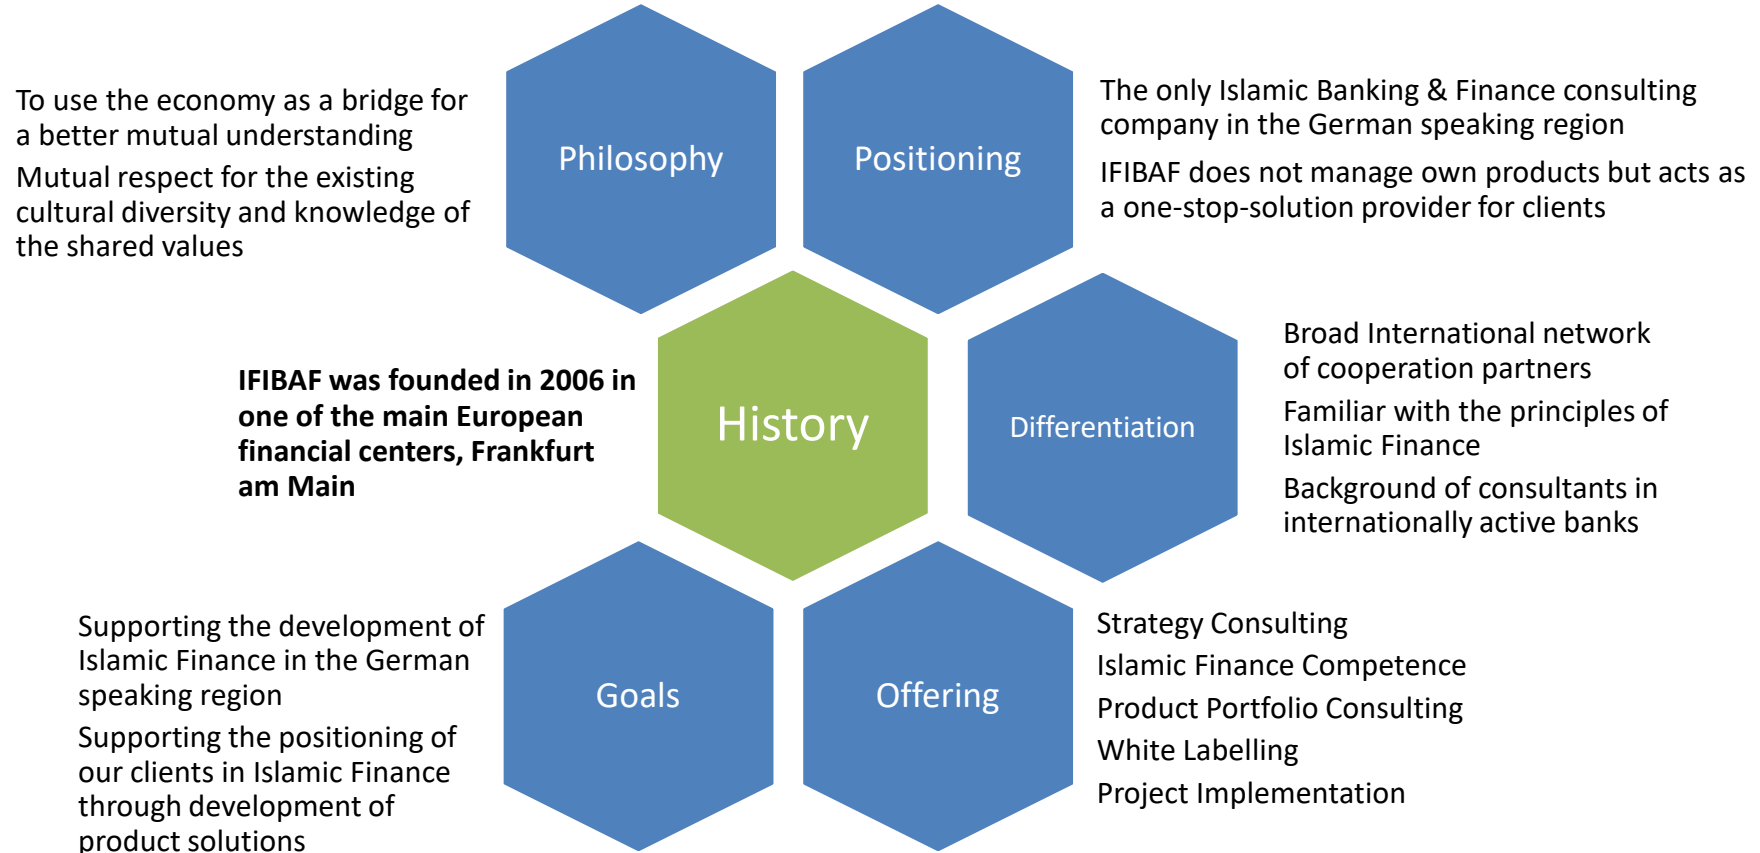 To use the economy as a bridge for
a better mutual understanding
Mutual respect for the existing
cultural diversity and knowledge of
the shared values
Philosophy
Positioning
The only Islamic Banking & Finance consulting
company in the German speaking region
IFIBAF does not manage own products but acts as
a one-stop-solution provider for clients
IFIBAF was founded in 2006 in
one of the main European
financial centers, Frankfurt
am Main
History
Differentiation
Broad International network
of cooperation partners
Familiar with the principles of
Islamic Finance
Background of consultants in
internationally active banks
Supporting the development of
Islamic Finance in the German
speaking region
Supporting the positioning of
our clients in Islamic Finance
through development of
product solutions
Goals
Offering
Strategy Consulting
Islamic Finance Competence
Product Portfolio Consulting
White Labelling
Project Implementation